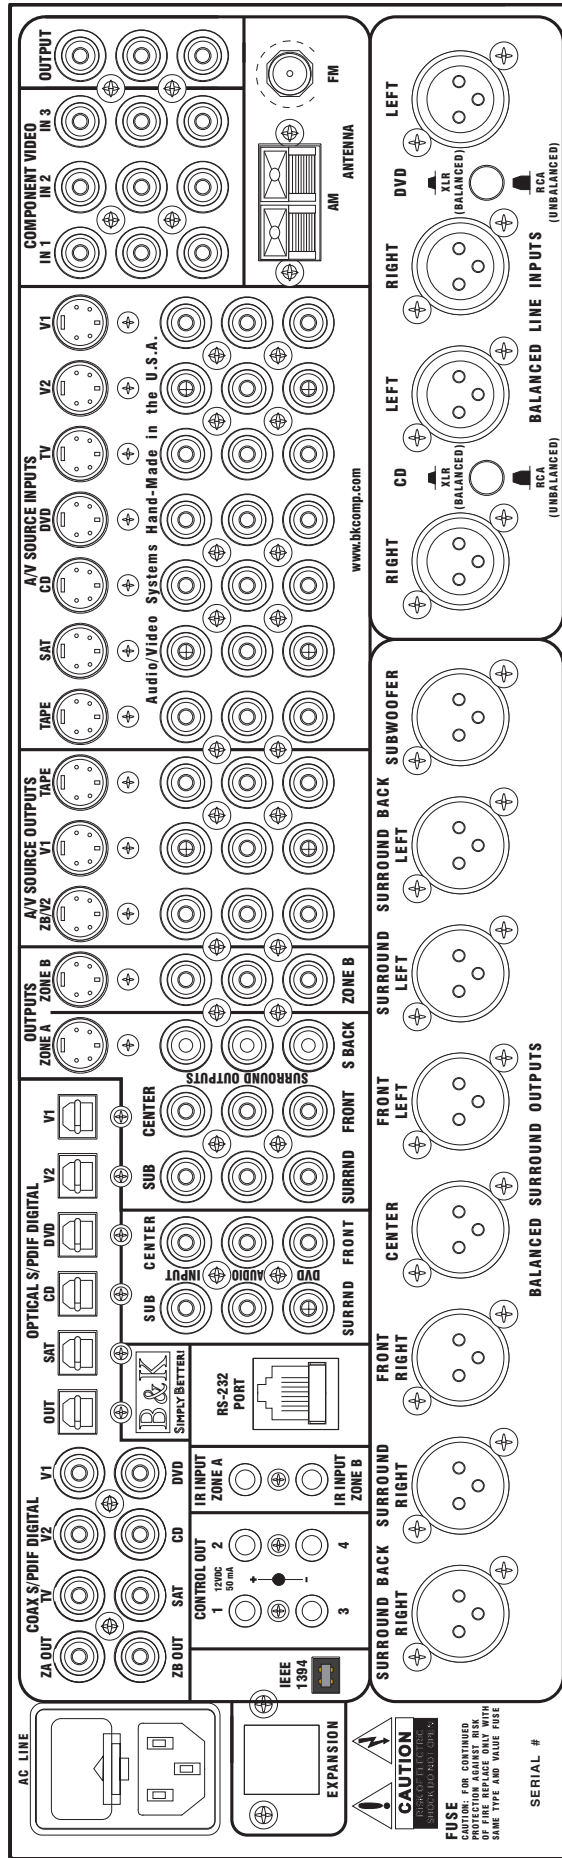 AC LINE
EXPANSION
CAUTION
RISK OF ELECTRIC
SHOCK DO NOT OPEN
FUSE
CAUTION: FOR CONTINUED
PROTECTION AGAINST RISK
OF FIRE REPLACE ONLY WITH
SAME TYPE AND VALUE FUSE
SERIAL #
COAX S/PDIF DIGITAL
ZA OUT TV V2 V1
ZB OUT SAT CD DVD
OPTICAL S/PDIF DIGITAL
OUT SAT CD DVD V2 V1
B&K
SIMPLY BETTER!
IEEE
1394
CONTROL OUT
1 12VDC 2
50 mA
+
-
3 4
IR INPUT
ZONE A
IR INPUT
ZONE B
RS-232
PORT
SUB CENTER
DVD AUDIO INPUT
SURRND FRONT
SUB CENTER
SURROUND OUTPUTS
SURRND FRONT S BACK
OUTPUTS
ZONE A ZONE B
ZONE B
A/V SOURCE OUTPUTS
ZB/V2 V1 TAPE
A/V SOURCE INPUTS
TAPE SAT CD DVD TV V2 V1
Audio/Video Systems Hand-Made in the U.S.A.
www.bkcomp.com
COMPONENT VIDEO
IN 1 IN 2 IN 3 OUTPUT
AM FM
ANTENNA
SURROUND BACK
RIGHT
SURROUND
RIGHT
FRONT
RIGHT
CENTER
FRONT
LEFT
SURROUND
LEFT
SURROUND BACK
LEFT
SUBWOOFER
BALANCED SURROUND OUTPUTS
RIGHT CD LEFT
XLR
(BALANCED)
RCA
(UNBALANCED)
RIGHT DVD LEFT
XLR
(BALANCED)
RCA
(UNBALANCED)
BALANCED LINE INPUTS